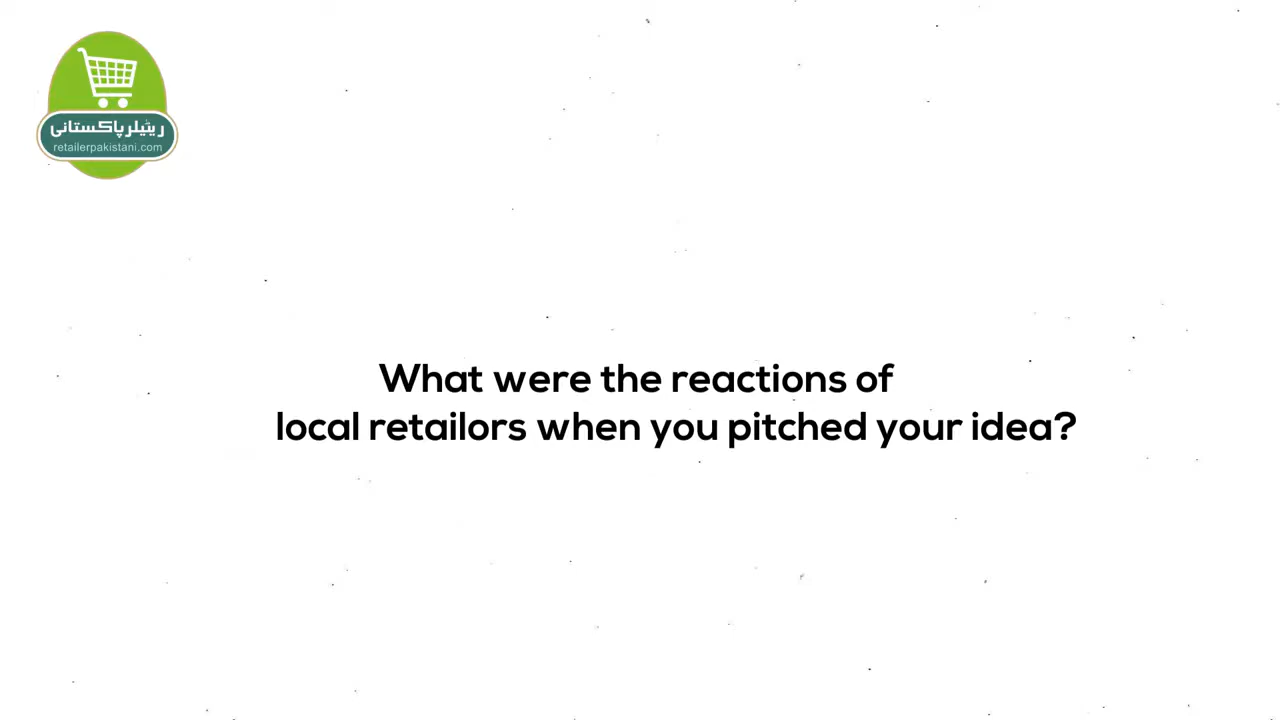 ریٹیلر پاکستانی
retailerpakistani.com
What were the reactions of
local retailors when you pitched your idea?